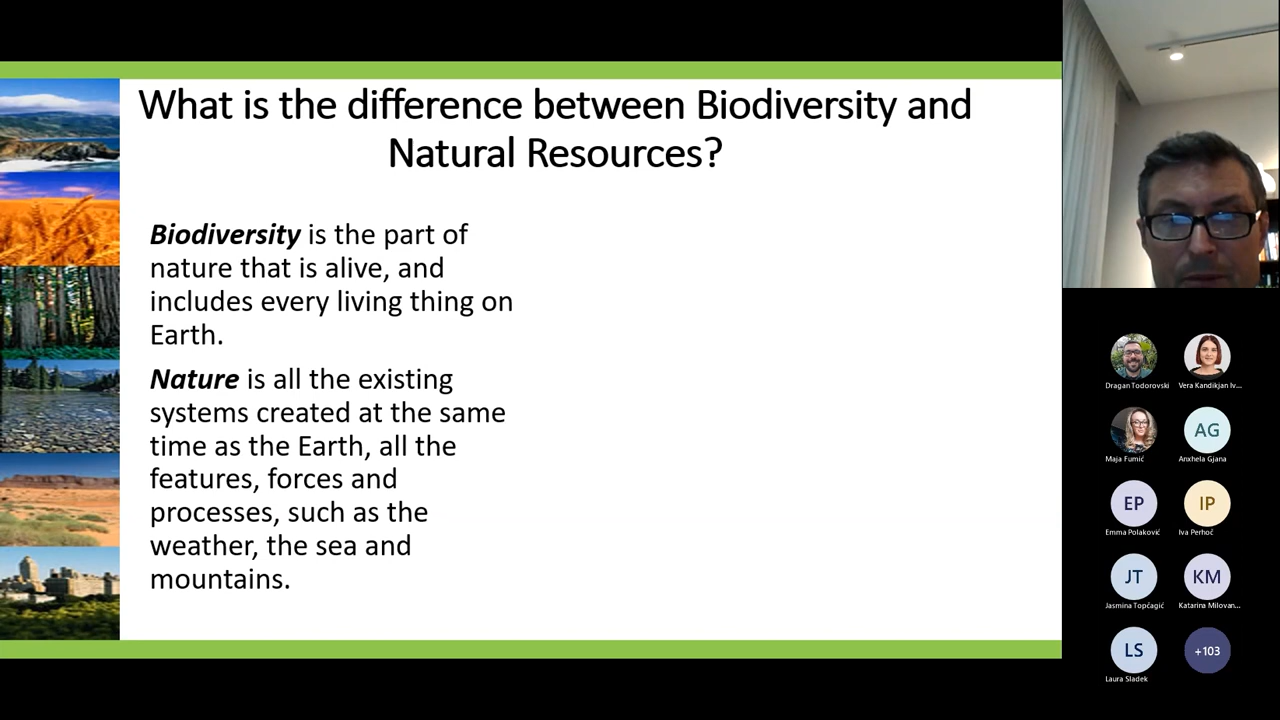 What is the difference between Biodiversity and
Natural Resources?
Biodiversity is the part of
nature that is alive, and
includes every living thing on
Earth.
Nature is all the existing
systems created at the same
time as the Earth, all the
features, forces and
processes, such as the
weather, the sea and
mountains.
Dragan Todorovski
Vera Kandikjan Iv...
Maja Fumić
AG
Anxhela Gjana
EP
Emma Polaković
IP
Iva Perhoč
JT
Jasmina Topčagić
KM
Katarina Milovan...
LS
Laura Sladek
+103